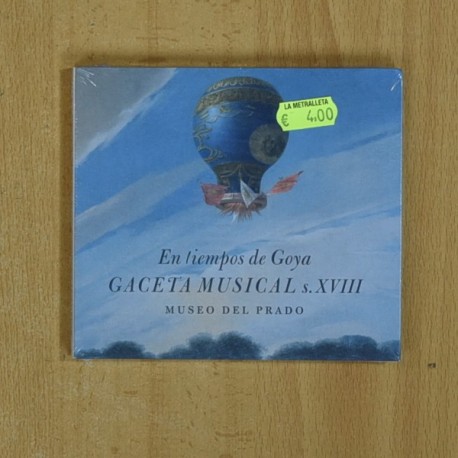 LA METRALLETA
€ 4,00
En tiempos de Goya
GACETA MUSICAL s.XVIII
MUSEO DEL PRADO